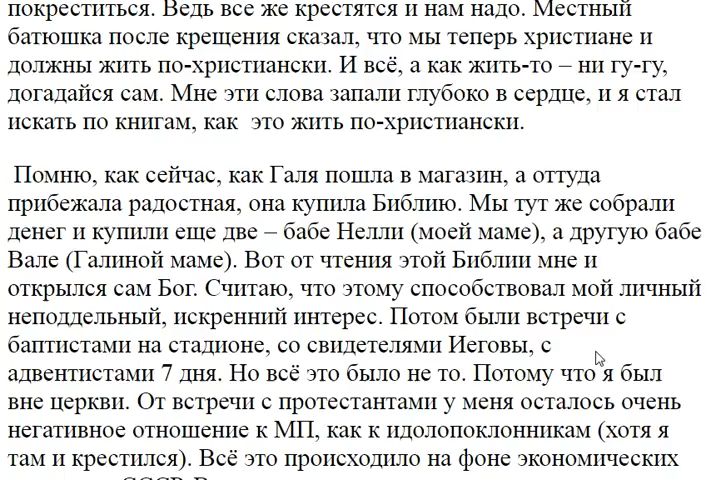 покреститься. Ведь все же крестятся и нам надо. Местный
батюшка после крещения сказал, что мы теперь христиане и
должны жить по-христиански. И всё, а как жить-то – ни гу-гу,
догадайся сам. Мне эти слова запали глубоко в сердце, и я стал
искать по книгам, как  это жить по-христиански.
Помню, как сейчас, как Галя пошла в магазин, а оттуда
прибежала радостная, она купила Библию. Мы тут же собрали
денег и купили еще две – бабе Нелли (моей маме), а другую бабе
Вале (Галиной маме). Вот от чтения этой Библии мне и
открылся сам Бог. Считаю, что этому способствовал мой личный
неподдельный, искренний интерес. Потом были встречи с
баптистами на стадионе, со свидетелями Иеговы, с
адвентистами 7 дня. Но всё это было не то. Потому что я был
вне церкви. От встречи с протестантами у меня осталось очень
негативное отношение к МП, как к идолопоклонникам (хотя я
там и крестился). Всё это происходило на фоне экономических